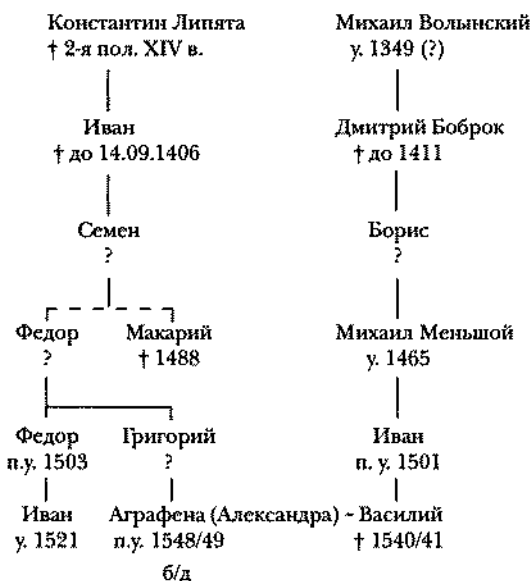 Константин Липята Михаил Волынский
† 2-я пол. XIV в. у. 1349 (?)
Иван Дмитрий Боброк
† до 14.09.1406 † до 1411
Семен Борис
? ?
Федор Макарий Михаил Меньшой
? † 1488 у. 1465
Федор Григорий Иван
п.у. 1503 ? п. у. 1501
Иван Аграфена (Александра) ~ Василий
у. 1521 п.у. 1548/49 † 1540/41
б/д